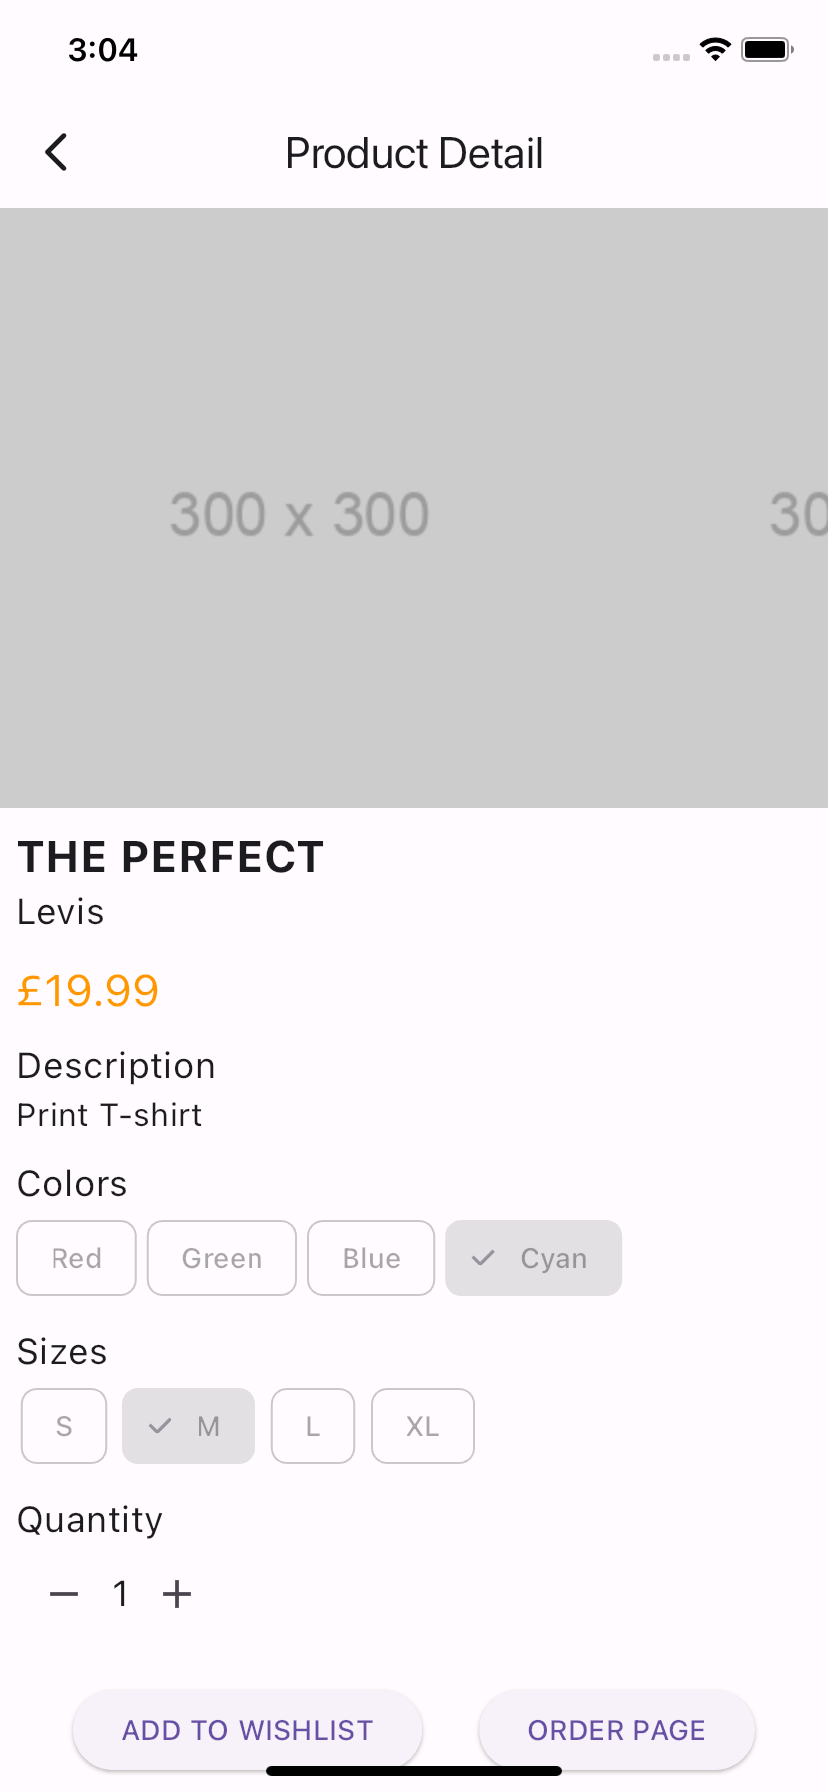 3:04
Product Detail
300 x 300 30
THE PERFECT
Levis
£19.99
Description
Print T-shirt
Colors
Red Green Blue Cyan
Sizes
S M L XL
Quantity
1
ADD TO WISHLIST ORDER PAGE